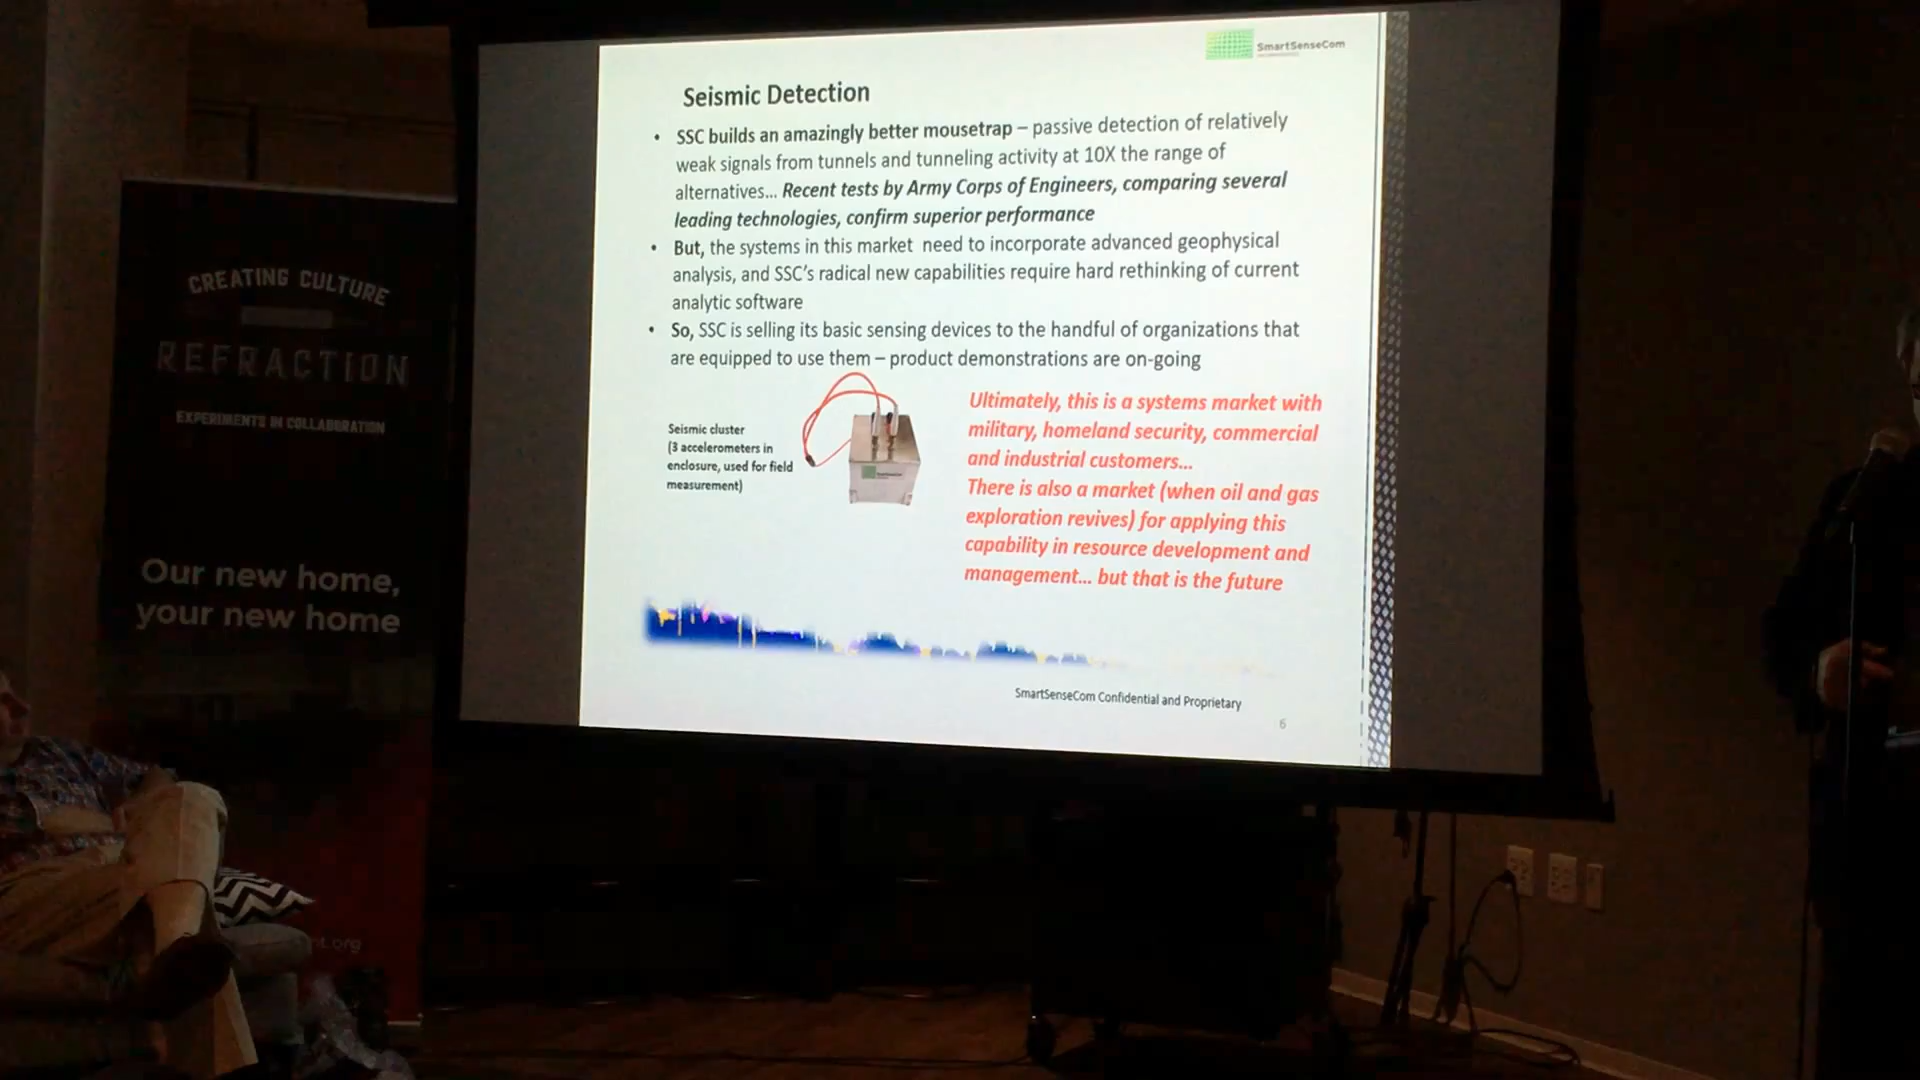 SmartSenseCom
Seismic Detection
• SSC builds an amazingly better mousetrap – passive detection of relatively
weak signals from tunnels and tunneling activity at 10X the range of
alternatives... Recent tests by Army Corps of Engineers, comparing several
leading technologies, confirm superior performance
• But, the systems in this market need to incorporate advanced geophysical
analysis, and SSC's radical new capabilities require hard rethinking of current
analytic software
• So, SSC is selling its basic sensing devices to the handful of organizations that
are equipped to use them – product demonstrations are on-going
Seismic cluster
(3 accelerometers in
enclosure, used for field
measurement)
Ultimately, this is a systems market with
military, homeland security, commercial
and industrial customers...
There is also a market (when oil and gas
exploration revives) for applying this
capability in resource development and
management... but that is the future
SmartSenseCom Confidential and Proprietary
6
CREATING CULTURE
REFRACTION
EXPERIMENTS IN COLLABORATION
Our new home,
your new home